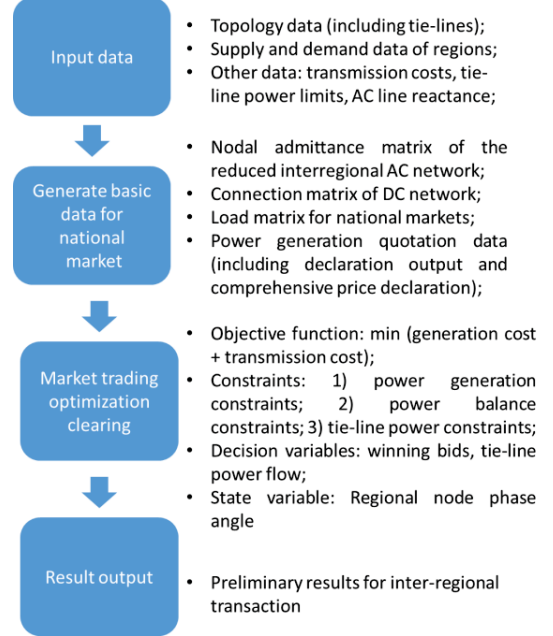 Input data
• Topology data (including tie-lines);
• Supply and demand data of regions;
• Other data: transmission costs, tie-
line power limits, AC line reactance;
Generate basic
data for
national
market
• Nodal admittance matrix of the
reduced interregional AC network;
• Connection matrix of DC network;
• Load matrix for national markets;
• Power generation quotation data
(including declaration output and
comprehensive price declaration);
Market trading
optimization
clearing
• Objective function: min (generation cost
+ transmission cost);
• Constraints: 1) power generation
constraints; 2) power balance
constraints; 3) tie-line power constraints;
• Decision variables: winning bids, tie-line
power flow;
• State variable: Regional node phase
angle
Result output
• Preliminary results for inter-regional
transaction